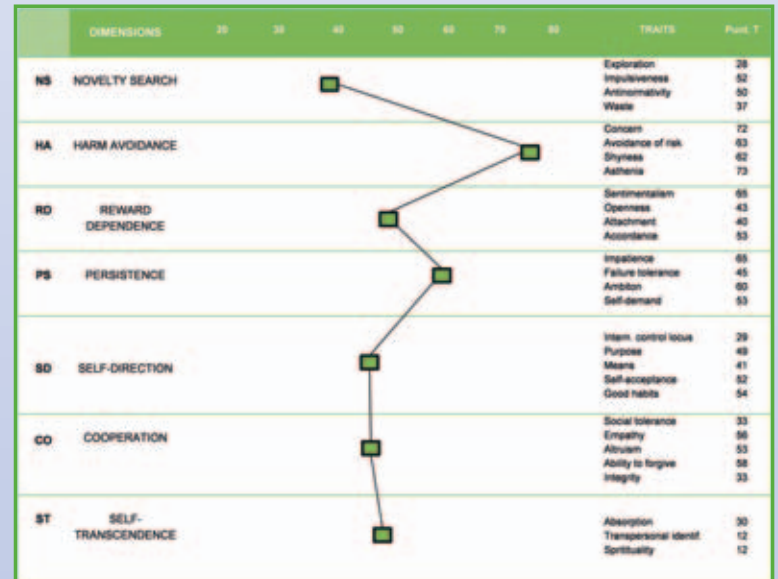 DIMENSIONS 20 30 40 50 60 70 80 TRAITS Punt. T
NS NOVELTY SEARCH
Exploration 28
Impulsiveness 52
Antinormativity 50
Waste 37
HA HARM AVOIDANCE
Concern 72
Avoidance of risk 63
Shyness 62
Asthenia 73
RD REWARD
DEPENDENCE
Sentimentalism 65
Openness 43
Attachment 40
Accordance 53
PS PERSISTENCE
Impatience 65
Failure tolerance 45
Ambiton 60
Self-demand 53
SD SELF-DIRECTION
Intern. control locus 29
Purpose 49
Means 41
Self-acceptance 52
Good habits 54
CO COOPERATION
Social tolerance 33
Empathy 56
Altruism 53
Ability to forgive 58
Integrity 33
ST SELF-
TRANSCENDENCE
Absorption 30
Transpersonal identif. 12
Sprituality 12